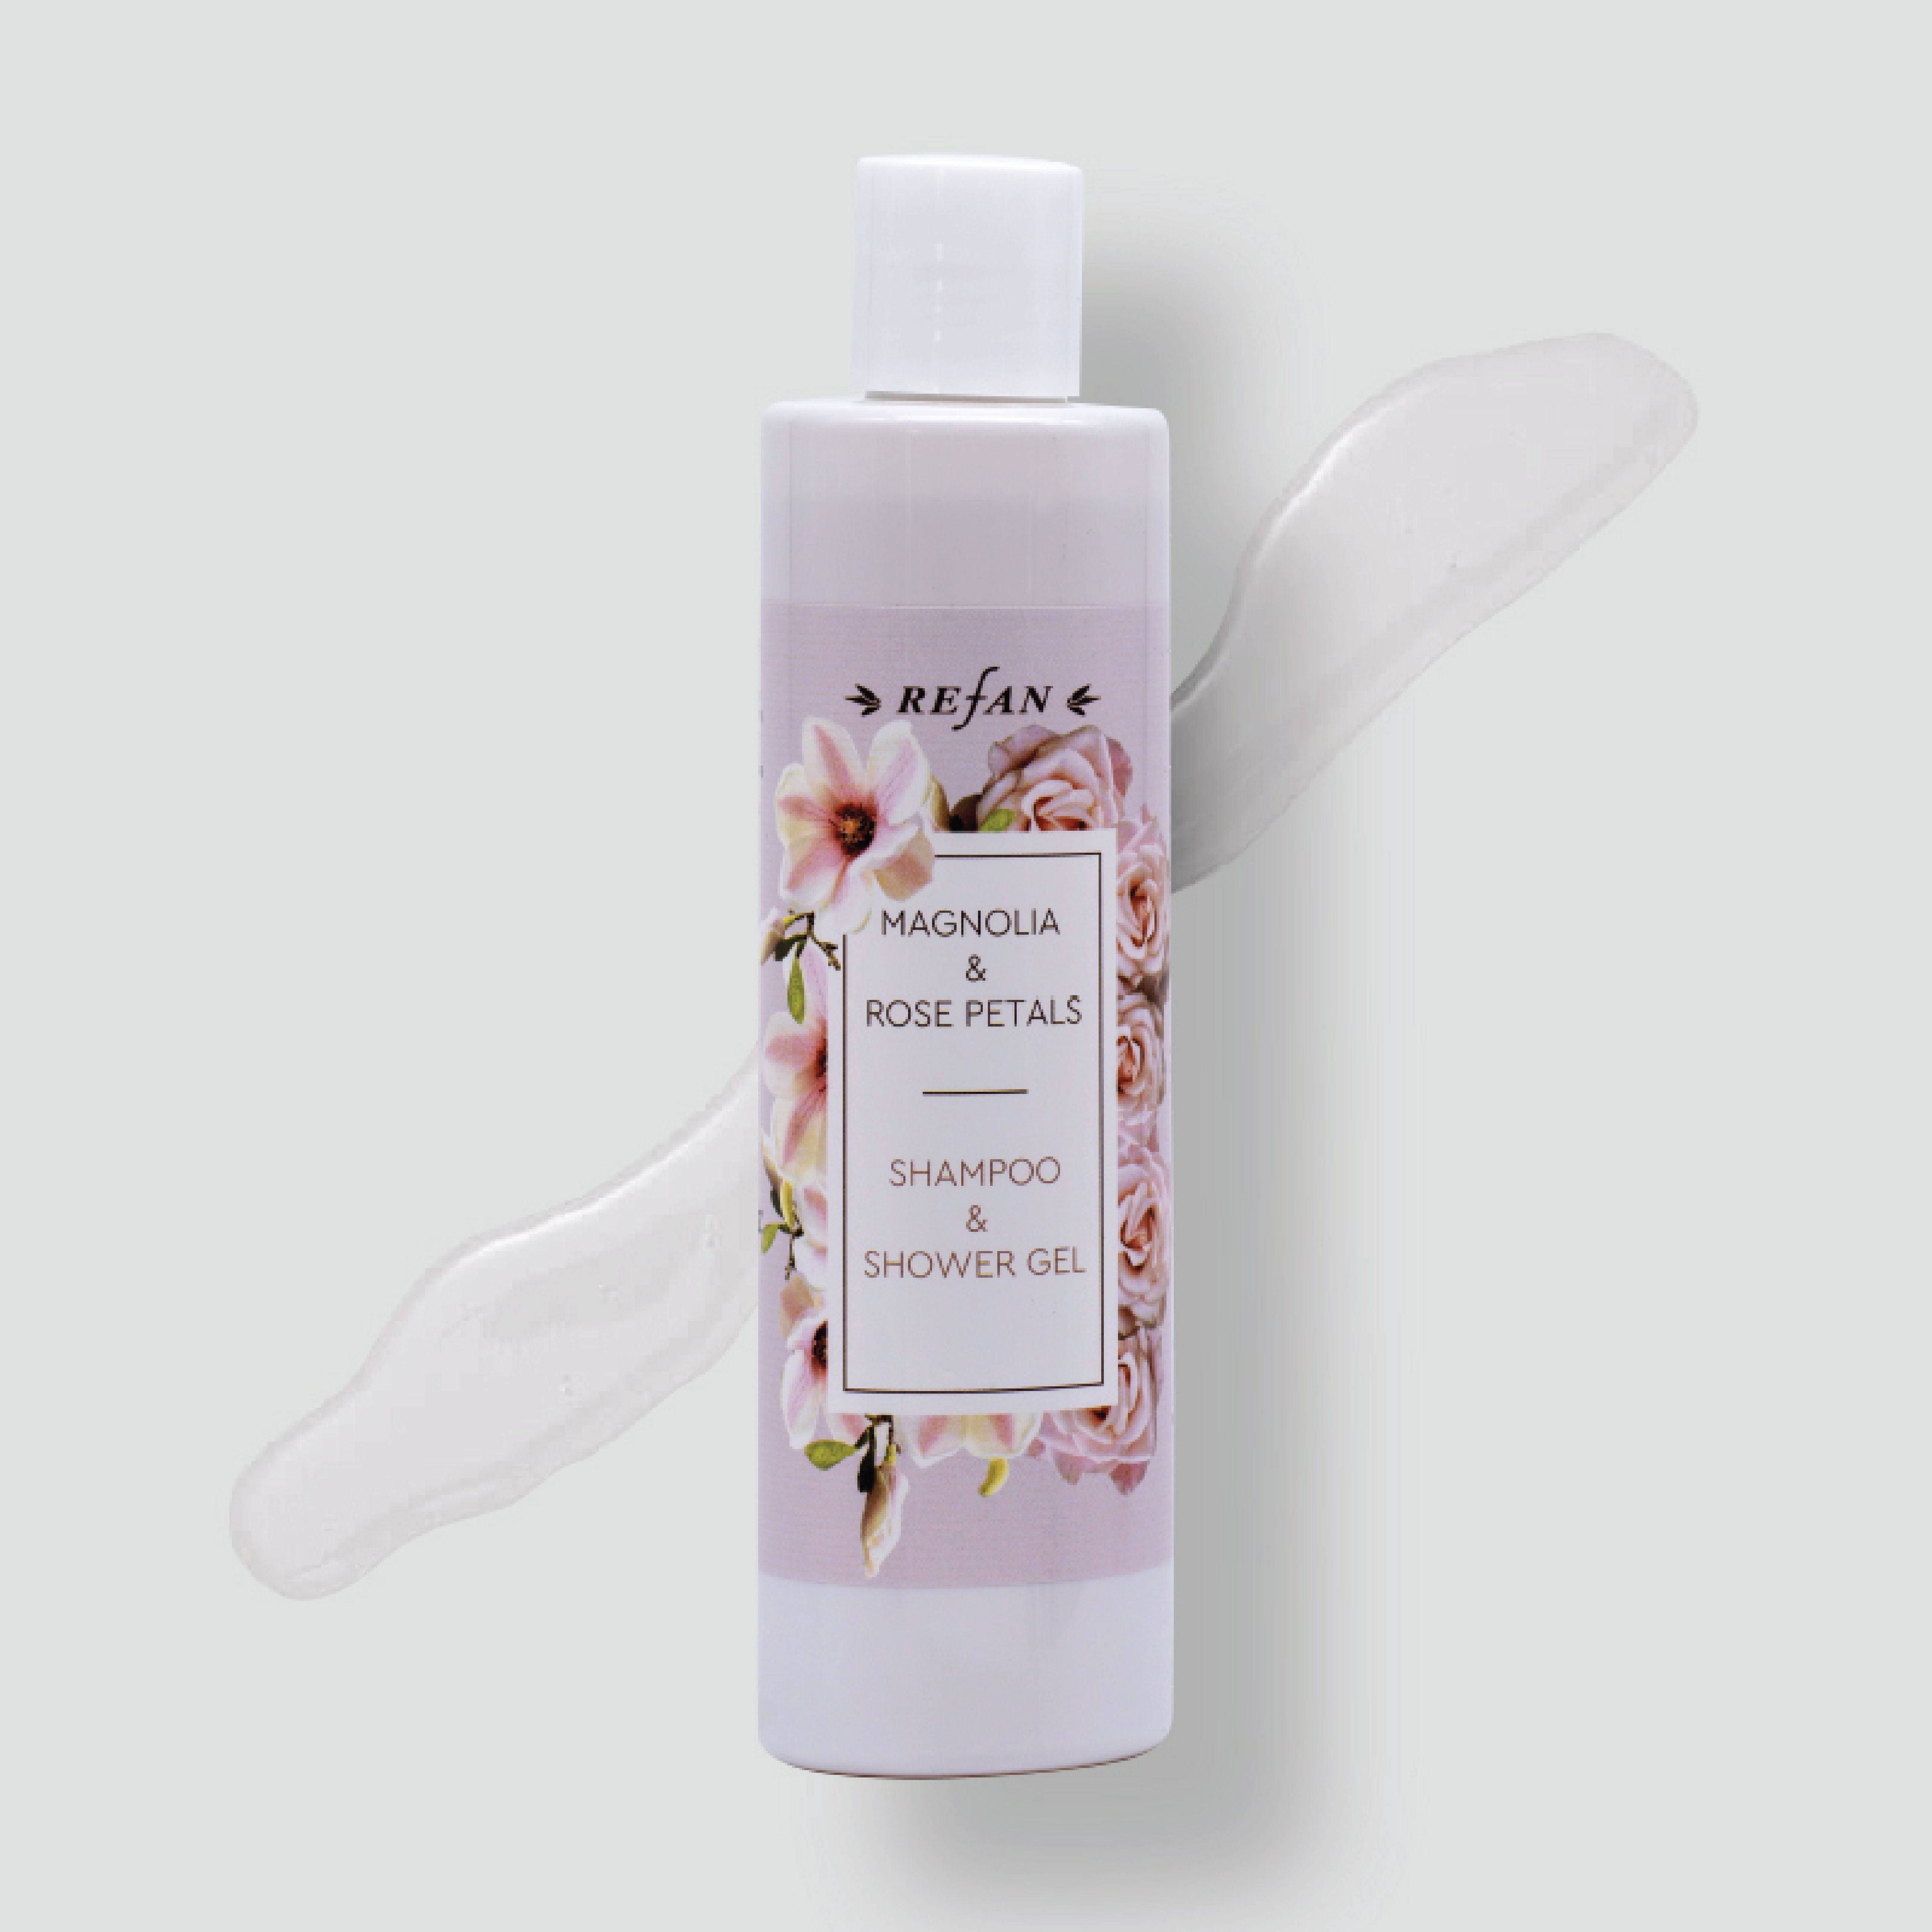 REfAN
MAGNOLIA
&
ROSE PETALS
SHAMPOO
&
SHOWER GEL